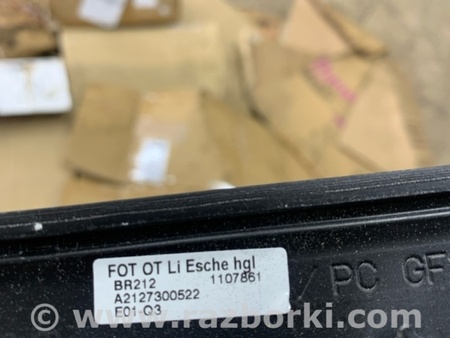 FOT OT Li Esche hgl
BR212 1107861
A2127300522
E01 Q3
PC GF
© www.razborki.com